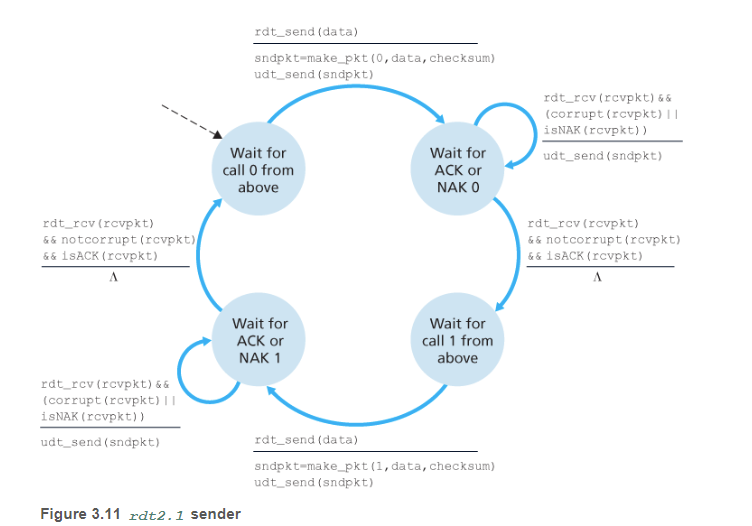 rdt_send(data)
sndpkt=make_pkt(0,data,checksum)
udt_send(sndpkt)
rdt_rcv(rcvpkt)&&
(corrupt(rcvpkt)||
isNAK(rcvpkt))
udt_send(sndpkt)
Wait for
call 0 from
above
Wait for
ACK or
NAK 0
rdt_rcv(rcvpkt)
&& notcorrupt(rcvpkt)
&& isACK(rcvpkt)
Λ
rdt_rcv(rcvpkt)
&& notcorrupt(rcvpkt)
&& isACK(rcvpkt)
Λ
Wait for
ACK or
NAK 1
Wait for
call 1 from
above
rdt_rcv(rcvpkt)&&
(corrupt(rcvpkt)||
isNAK(rcvpkt))
udt_send(sndpkt)
rdt_send(data)
sndpkt=make_pkt(1,data,checksum)
udt_send(sndpkt)
Figure 3.11 rdt2.1 sender